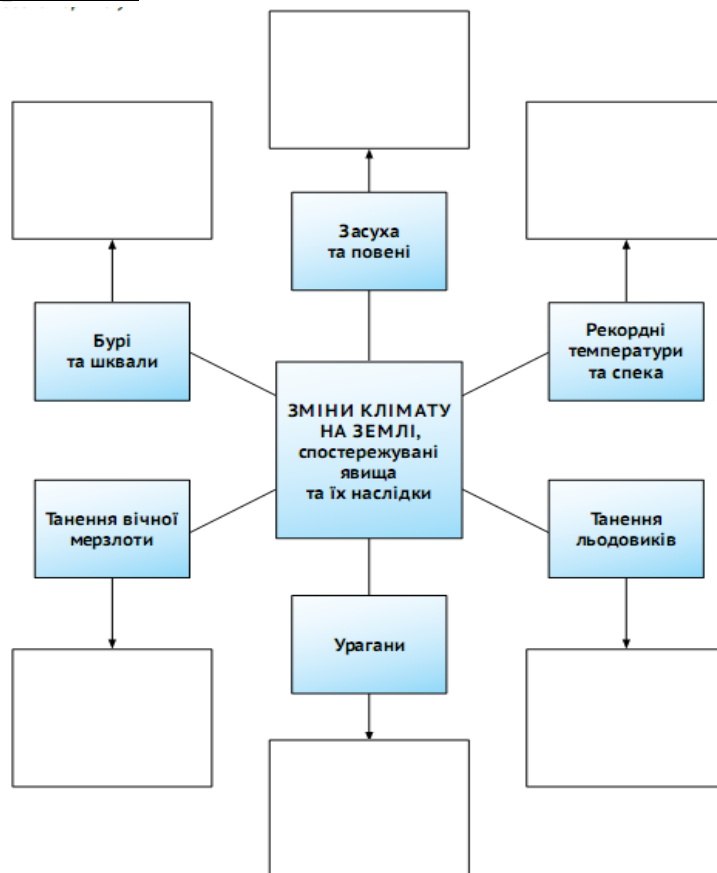 Засуха
та повені
Бурі
та шквали
Рекордні
температури
та спека
ЗМІНИ КЛІМАТУ
НА ЗЕМЛІ,
спостережувані
явища
та їх наслідки
Танення вічної
мерзлоти
Танення
льодовиків
Урагани